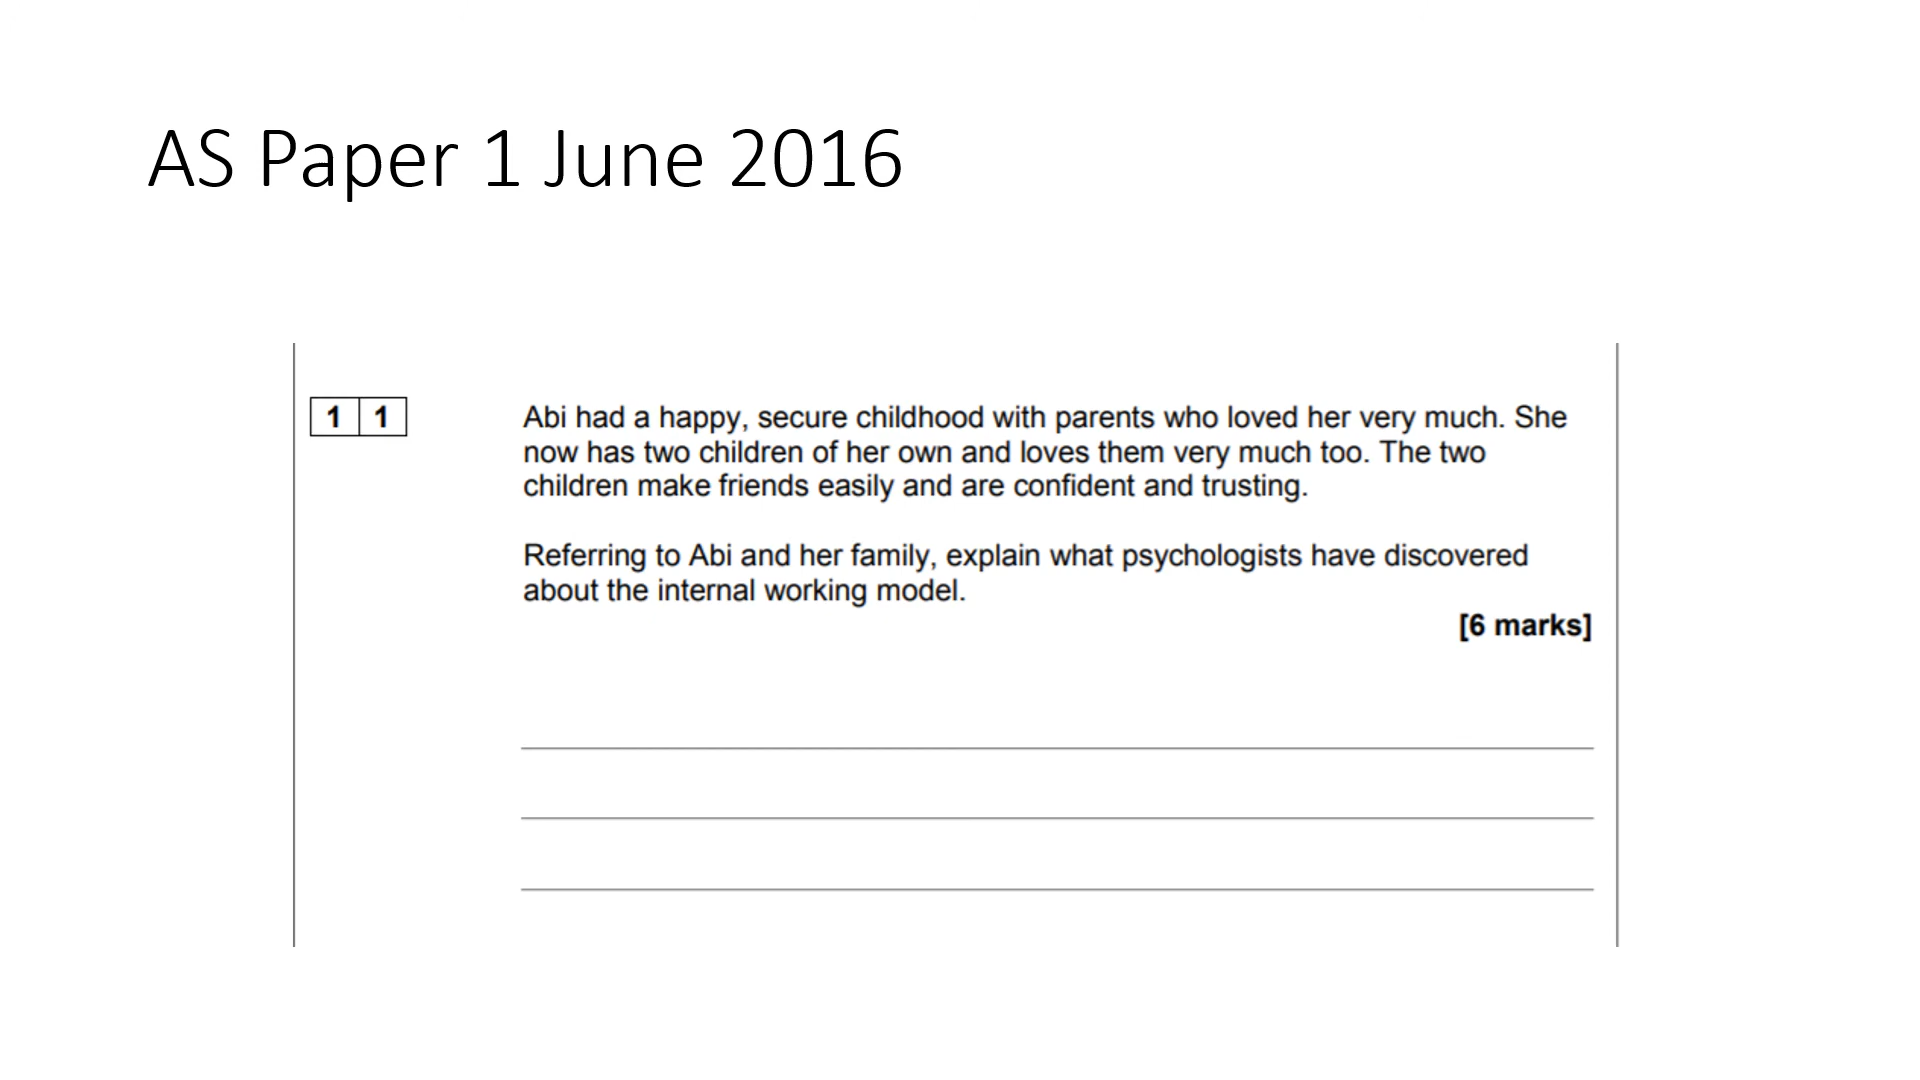 AS Paper 1 June 2016
1 1
Abi had a happy, secure childhood with parents who loved her very much. She
now has two children of her own and loves them very much too. The two
children make friends easily and are confident and trusting.
Referring to Abi and her family, explain what psychologists have discovered
about the internal working model.
[6 marks]